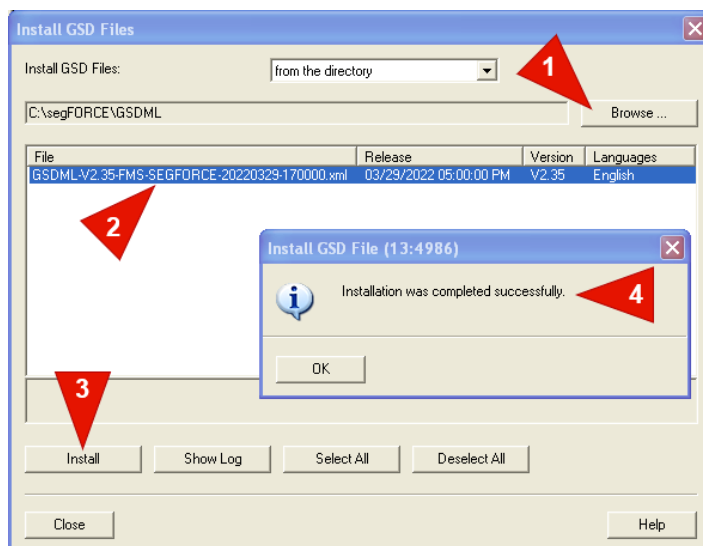 Install GSD Files
Install GSD Files:
from the directory
1
C:\segFORCE\GSDML
Browse ...
File Release Version Languages
GSDML-V2.35-FMS-SEGFORCE-20220329-170000.xml 03/29/2022 05:00:00 PM V2.35 English
2
Install GSD File (13:4986)
Installation was completed successfully.
4
OK
3
Install Show Log Select All Deselect All
Close Help